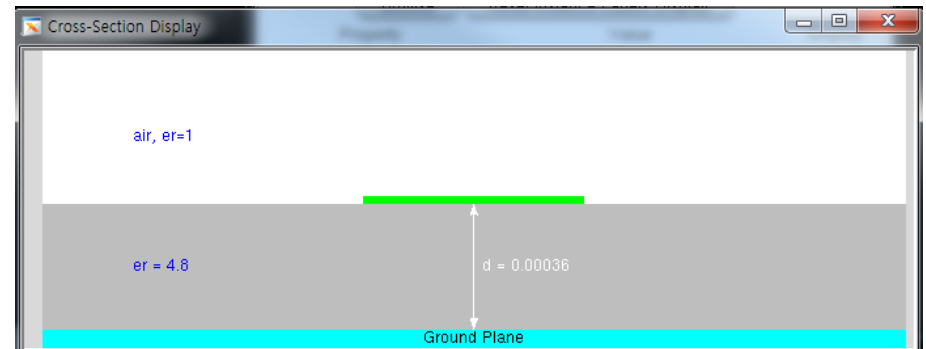 Cross-Section Display
air, er=1
er = 4.8
d = 0.00036
Ground Plane